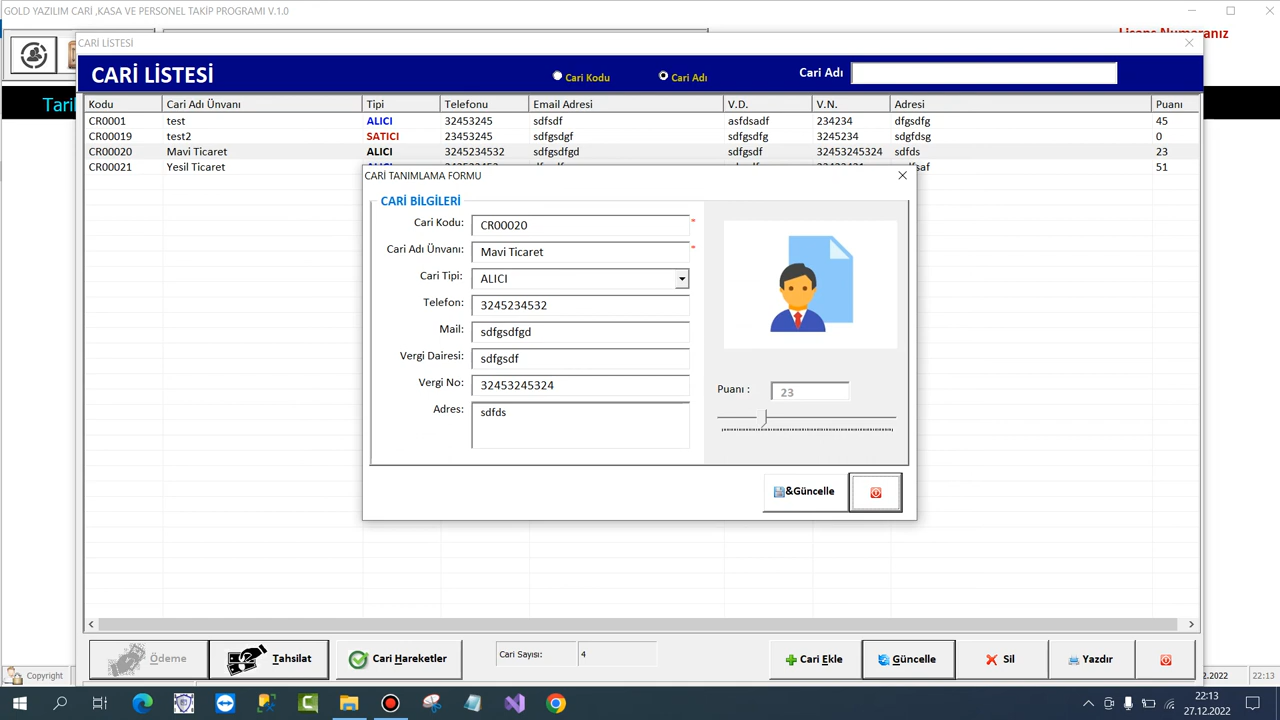 GOLD YAZILIM CARİ ,KASA VE PERSONEL TAKİP PROGRAMI V.1.0
CARİ LİSTESİ
CARİ LİSTESİ Cari Kodu Cari Adı Cari Adı
Kodu Cari Adı Ünvanı Tipi Telefonu Email Adresi V.D. V.N. Adresi Puanı
CR0001 test ALICI 32453245 sdfsdf asfdsadf 234234 dfgsdfg 45
CR00019 test2 SATICI 23453245 sdfgsdgf sdfgsdfg 3245234 sdgfdsg 0
CR00020 Mavi Ticaret ALICI 3245234532 sdfgsdfgd sdfgsdf 32453245324 sdfds 23
CR00021 Yesil Ticaret 51
CARİ TANIMLAMA FORMU
CARİ BİLGİLERİ
Cari Kodu: CR00020 *
Cari Adı Ünvanı: Mavi Ticaret *
Cari Tipi: ALICI
Telefon: 3245234532
Mail: sdfgsdfgd
Vergi Dairesi: sdfgsdf
Vergi No: 32453245324
Adres: sdfds
Puanı : 23
&Güncelle
Ödeme Tahsilat Cari Hareketler Cari Sayısı: 4 Cari Ekle Güncelle Sil Yazdır
Copyright 22:13
22:13
27.12.2022